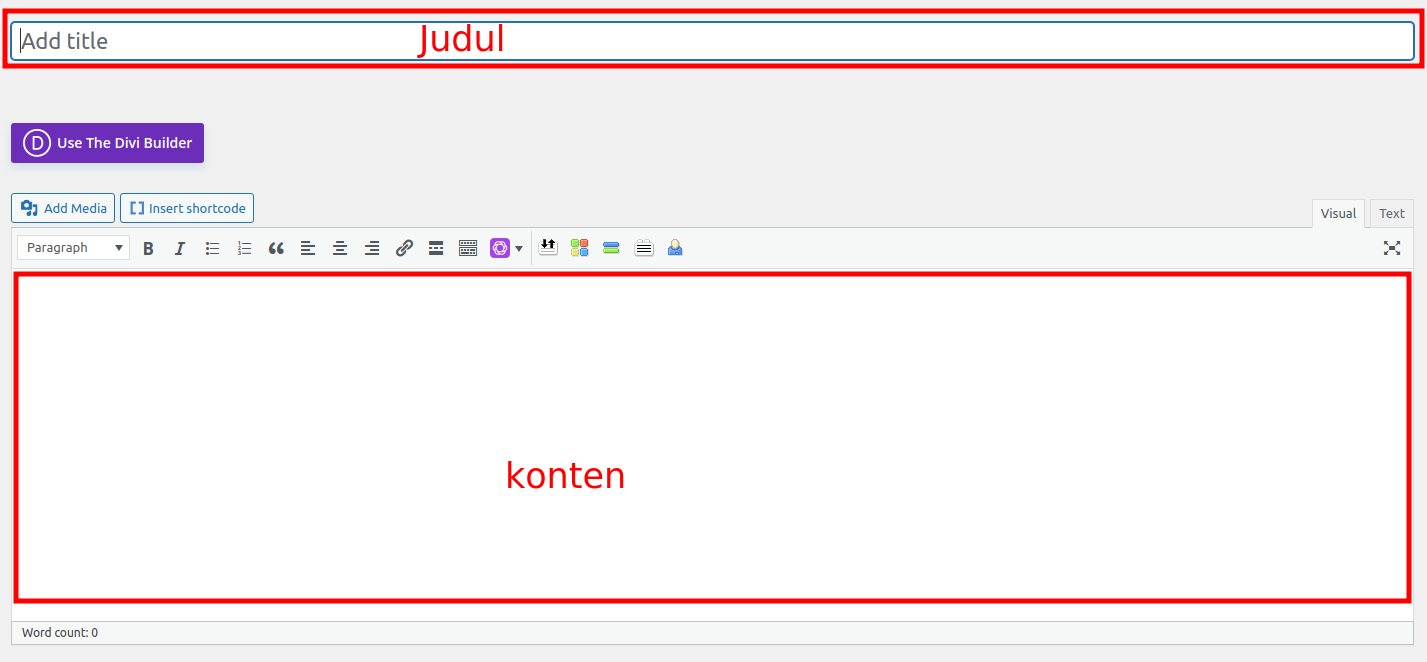 Add title
Judul
D Use The Divi Builder
Add Media
Insert shortcode
Visual
Text
Paragraph B I
konten
Word count: 0